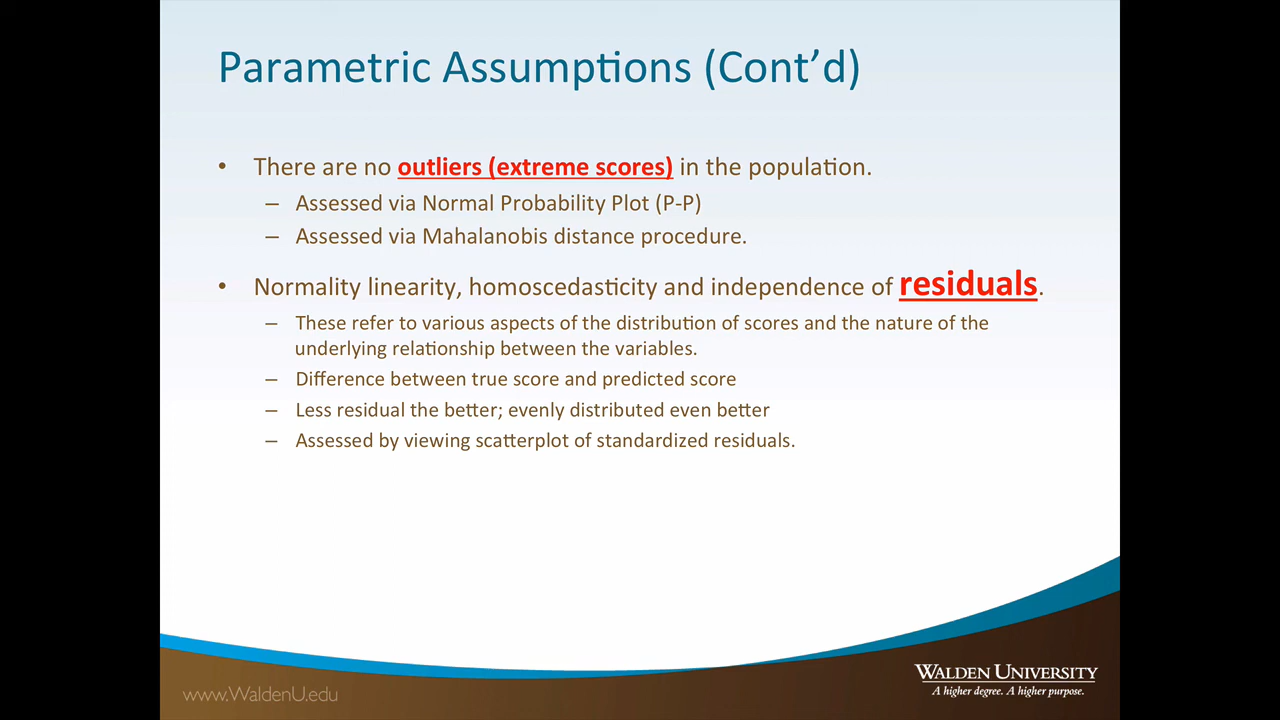 Parametric Assumptions (Cont’d)
• There are no outliers (extreme scores) in the population.
– Assessed via Normal Probability Plot (P-P)
– Assessed via Mahalanobis distance procedure.
• Normality linearity, homoscedasticity and independence of residuals.
– These refer to various aspects of the distribution of scores and the nature of the
underlying relationship between the variables.
– Difference between true score and predicted score
– Less residual the better; evenly distributed even better
– Assessed by viewing scatterplot of standardized residuals.
WALDEN UNIVERSITY
A higher degree. A higher purpose.
www.WaldenU.edu